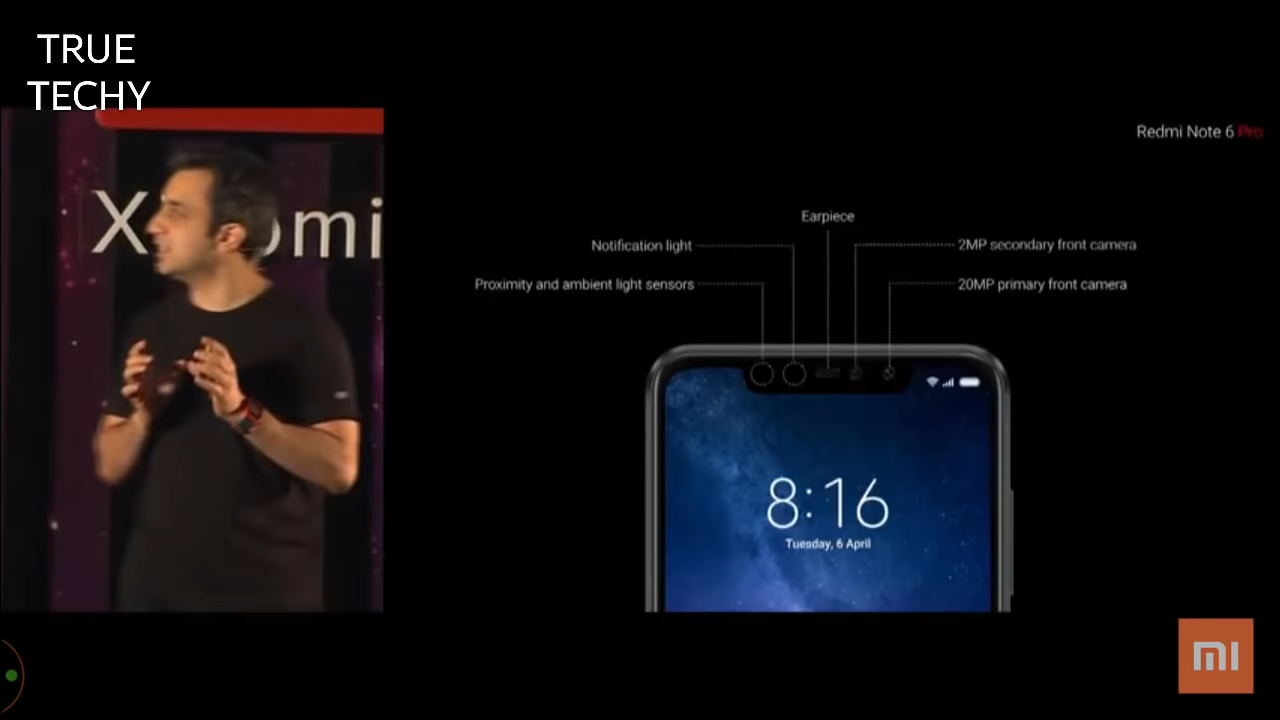 TRUE
TECHY
Redmi Note 6 Pro
Earpiece
Notification light
2MP secondary front camera
Proximity and ambient light sensors
20MP primary front camera
8:16
Tuesday, 6 April
mi